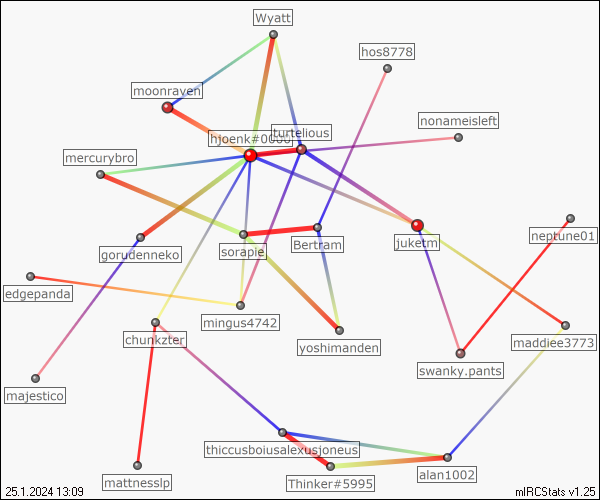 Wyatt
hos8778
moonraven
nonameisleft
hjoenk#0000
turtelious
mercurybro
neptune01
juketm
Bertram
sorapie
gorudenneko
edgepanda
mingus4742
chunkzter
maddiee3773
yoshimanden
swanky.pants
majestico
thiccusboiusalexusjoneus
alan1002
mattnesslp
Thinker#5995
25.1.2024 13:09
mIRCStats v1.25